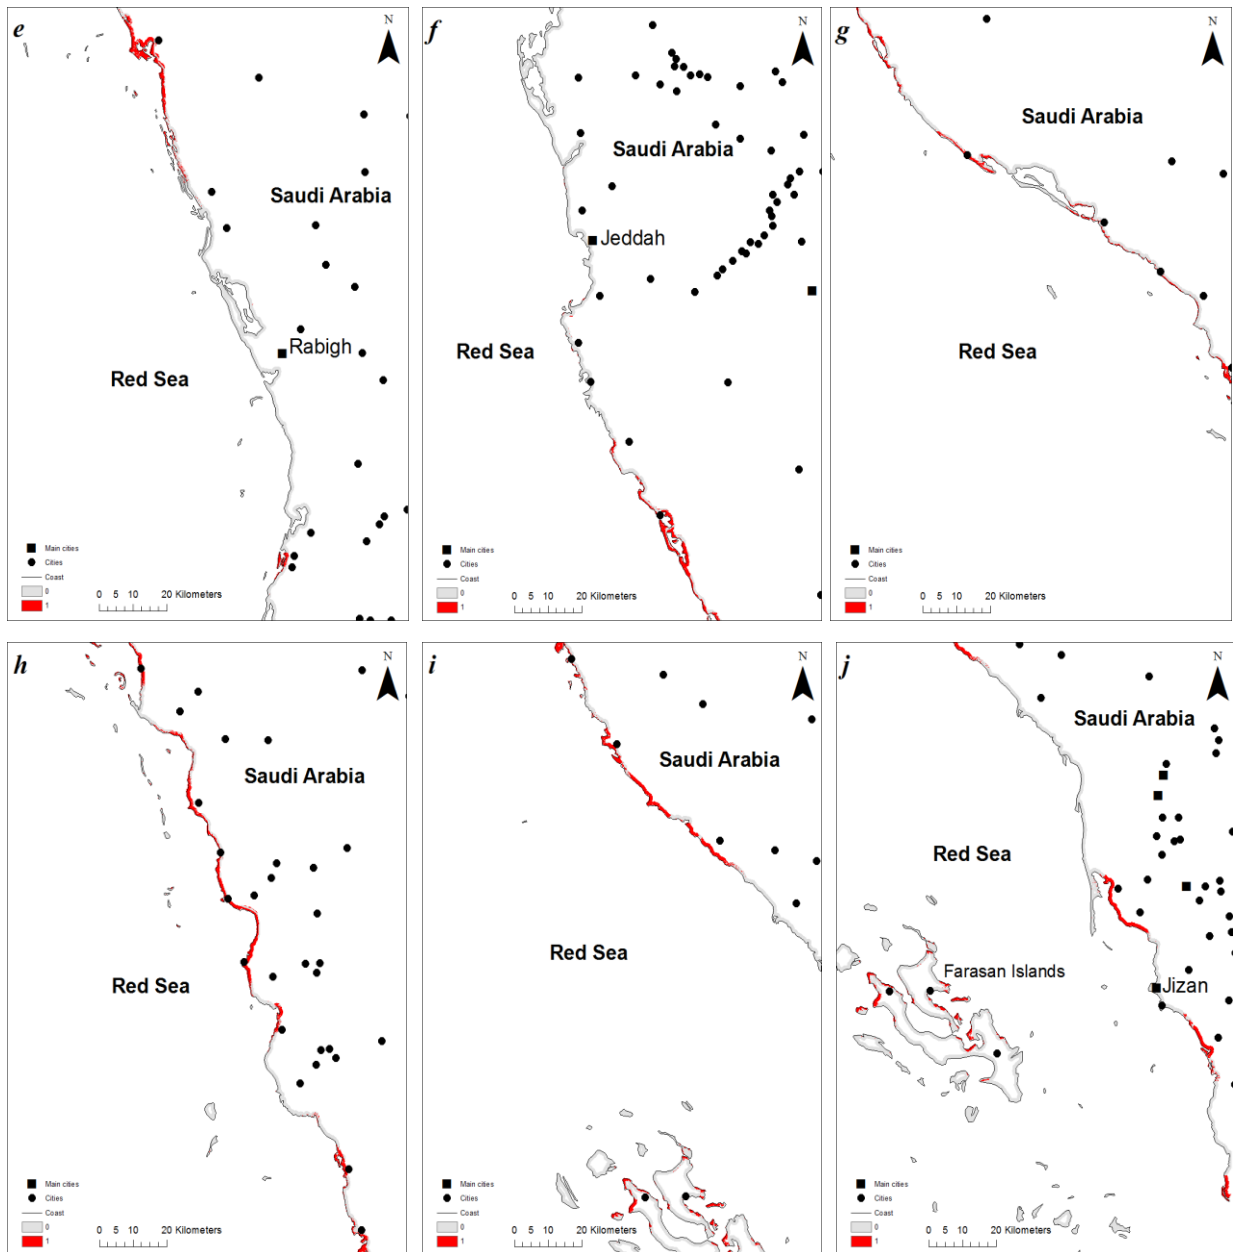 e
N
Saudi Arabia
Rabigh
Red Sea
Main cities
Cities
Coast
0
1
0 5 10 20 Kilometers
f
N
Saudi Arabia
Jeddah
Red Sea
Main cities
Cities
Coast
0
1
0 5 10 20 Kilometers
g
N
Saudi Arabia
Red Sea
Main cities
Cities
Coast
0
1
0 5 10 20 Kilometers
h
N
Saudi Arabia
Red Sea
Main cities
Cities
Coast
0
1
0 5 10 20 Kilometers
i
N
Saudi Arabia
Red Sea
Main cities
Cities
Coast
0
1
0 5 10 20 Kilometers
j
N
Saudi Arabia
Red Sea
Farasan Islands
Jizan
Main cities
Cities
Coast
0
1
0 5 10 20 Kilometers